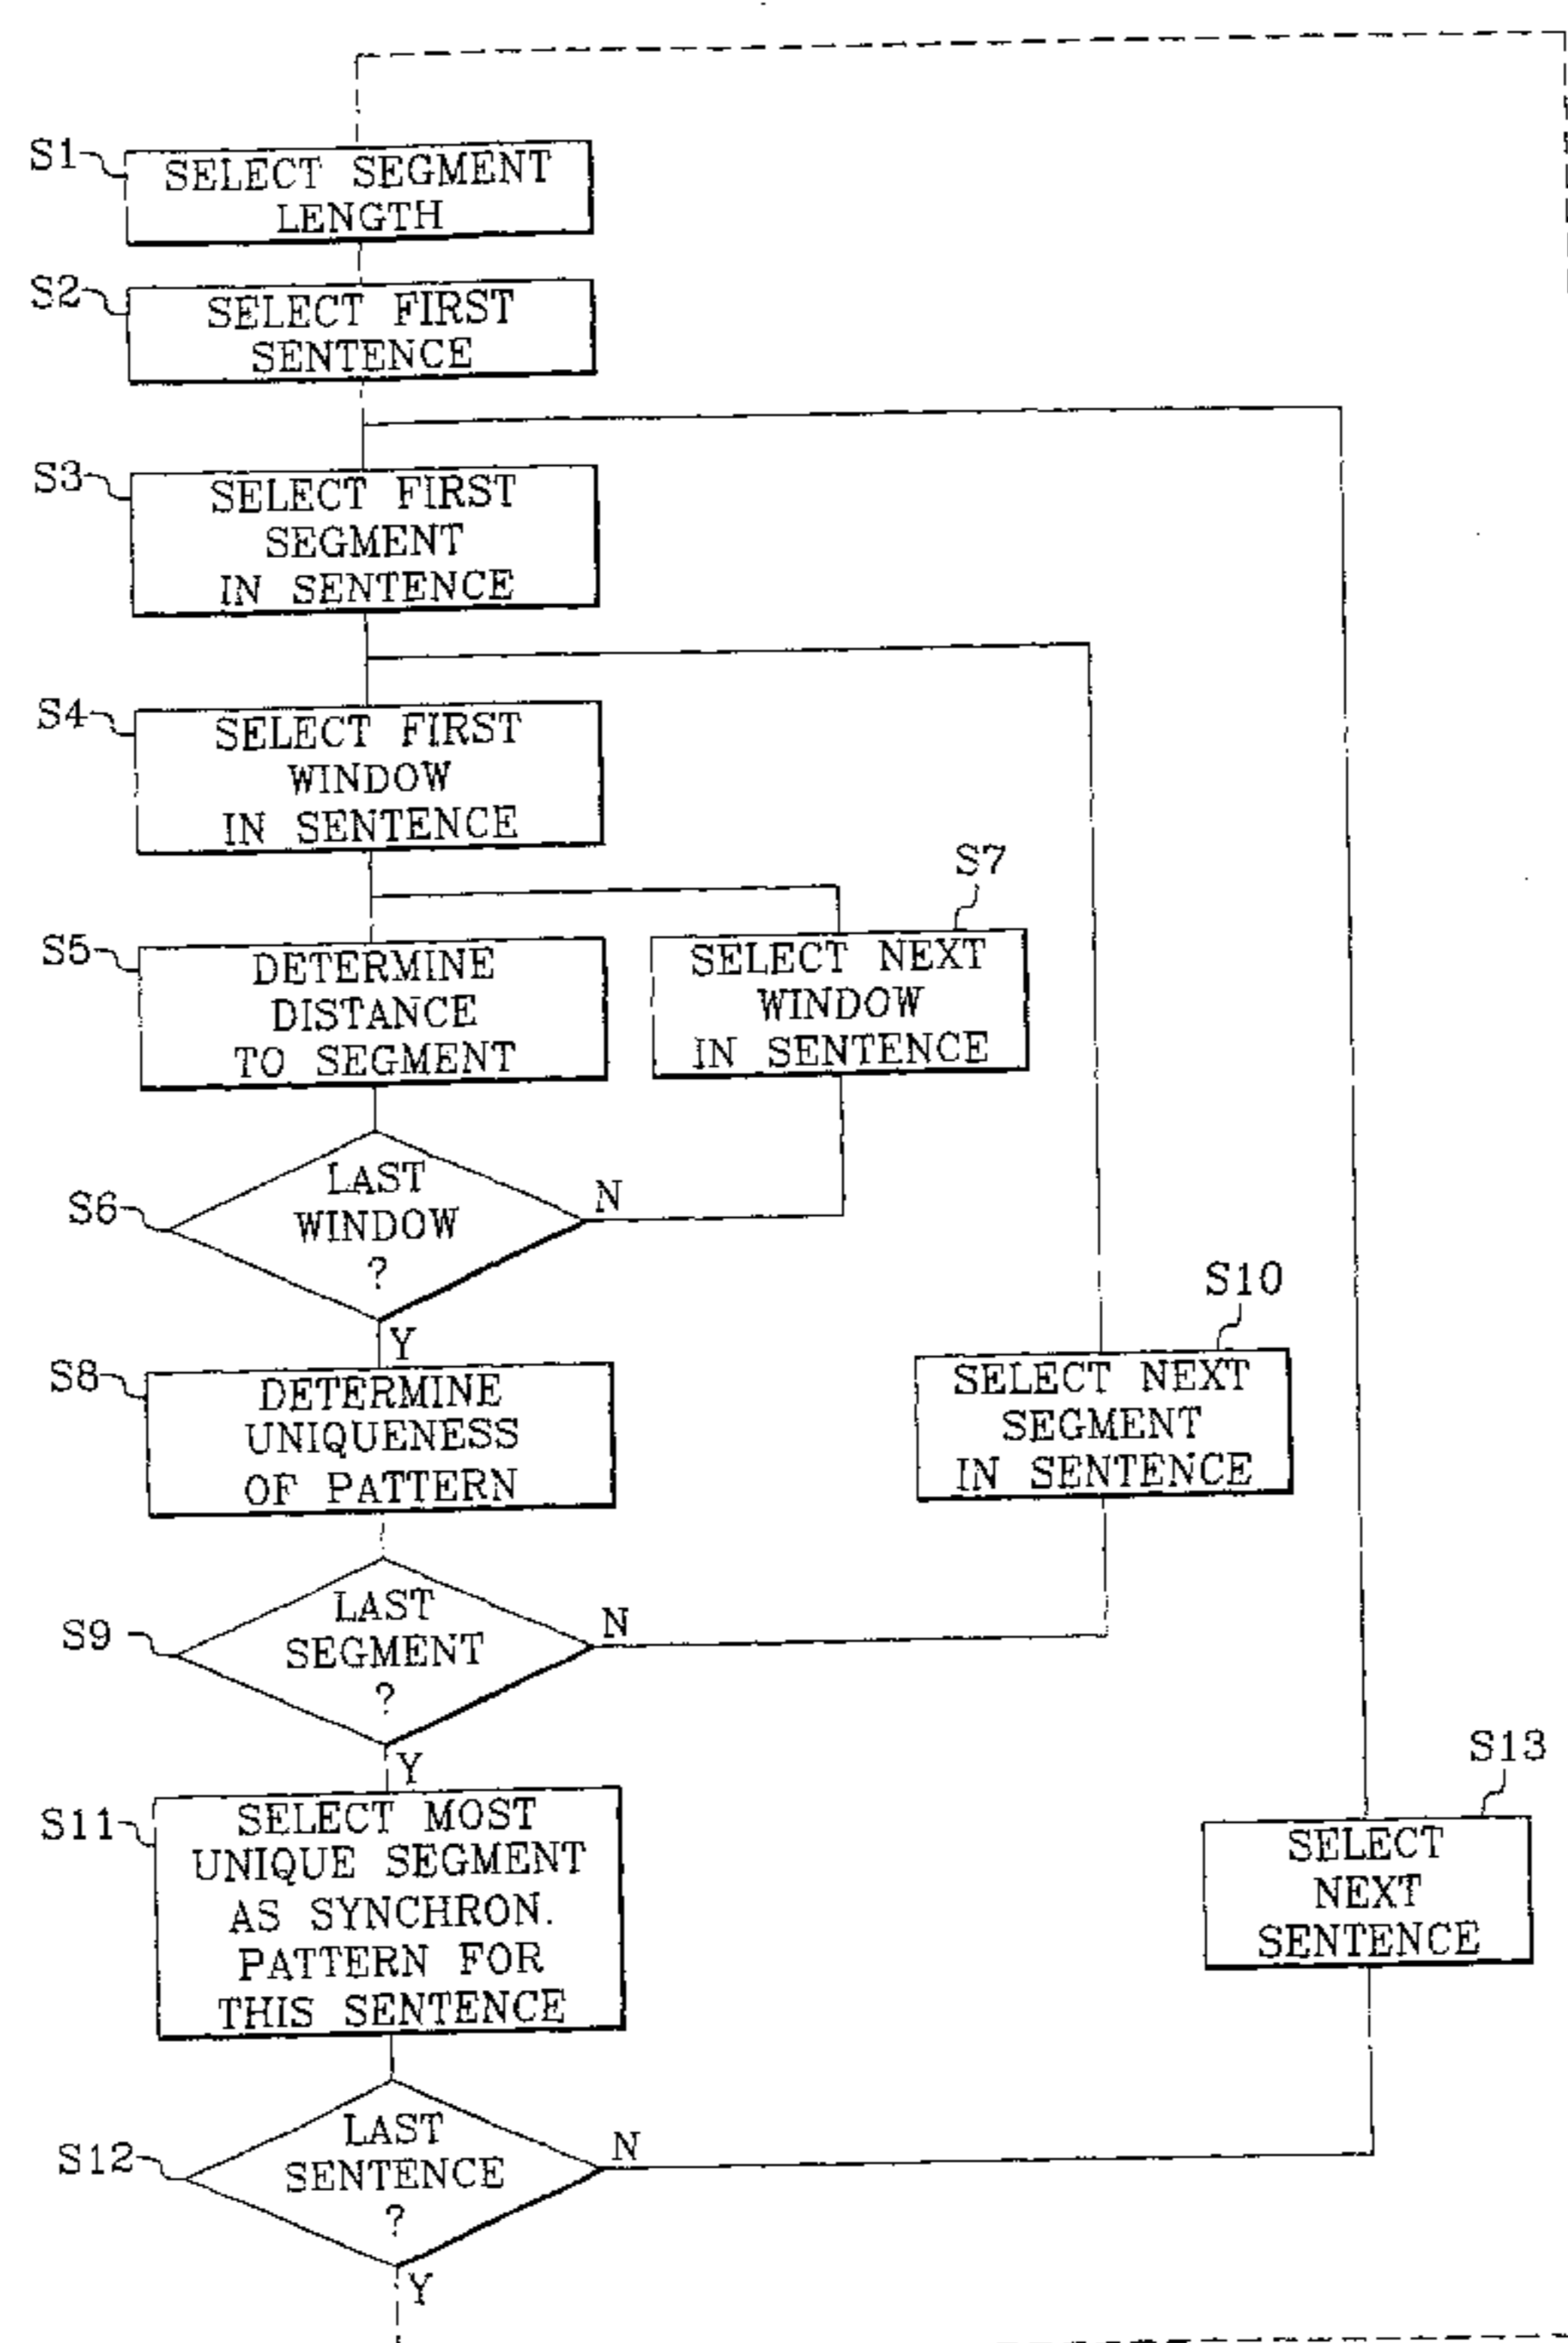 S1
SELECT SEGMENT
LENGTH
S2
SELECT FIRST
SENTENCE
S3
SELECT FIRST
SEGMENT
IN SENTENCE
S4
SELECT FIRST
WINDOW
IN SENTENCE
S5
DETERMINE
DISTANCE
TO SEGMENT
S7
SELECT NEXT
WINDOW
IN SENTENCE
S6
LAST
WINDOW
?
N
Y
S8
DETERMINE
UNIQUENESS
OF PATTERN
S10
SELECT NEXT
SEGMENT
IN SENTENCE
S9
LAST
SEGMENT
?
N
Y
S11
SELECT MOST
UNIQUE SEGMENT
AS SYNCHRON.
PATTERN FOR
THIS SENTENCE
S13
SELECT
NEXT
SENTENCE
S12
LAST
SENTENCE
?
N
Y